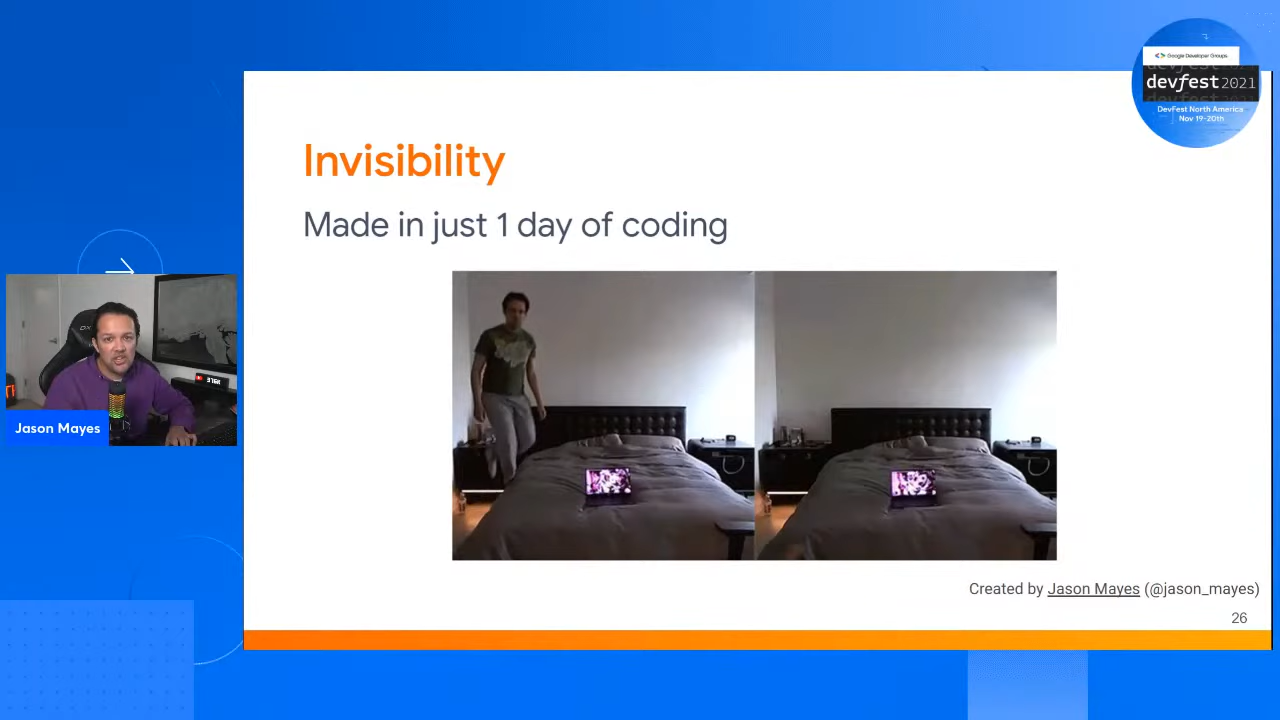 Google Developer Groups
devfest 2021
DevFest North America
Nov 19-20th
Invisibility
Made in just 1 day of coding
Jason Mayes
Created by Jason Mayes (@jason_mayes)
26